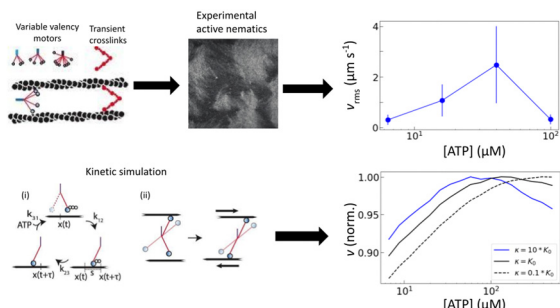 Variable valency
motors
Transient
crosslinks
Experimental
active nematics
v_rms (μm s⁻¹)
4
2
0
10¹
10²
[ATP] (μM)
Kinetic simulation
(i)
k₃₁
ATP
x(t)
k₁₂
k₂₃
x(t+τ)
x(t)
s
x(t+τ)
(ii)
v (norm.)
1.00
0.95
0.90
κ = 10 * K₀
κ = K₀
κ = 0.1 * K₀
10¹
10²
[ATP] (μM)